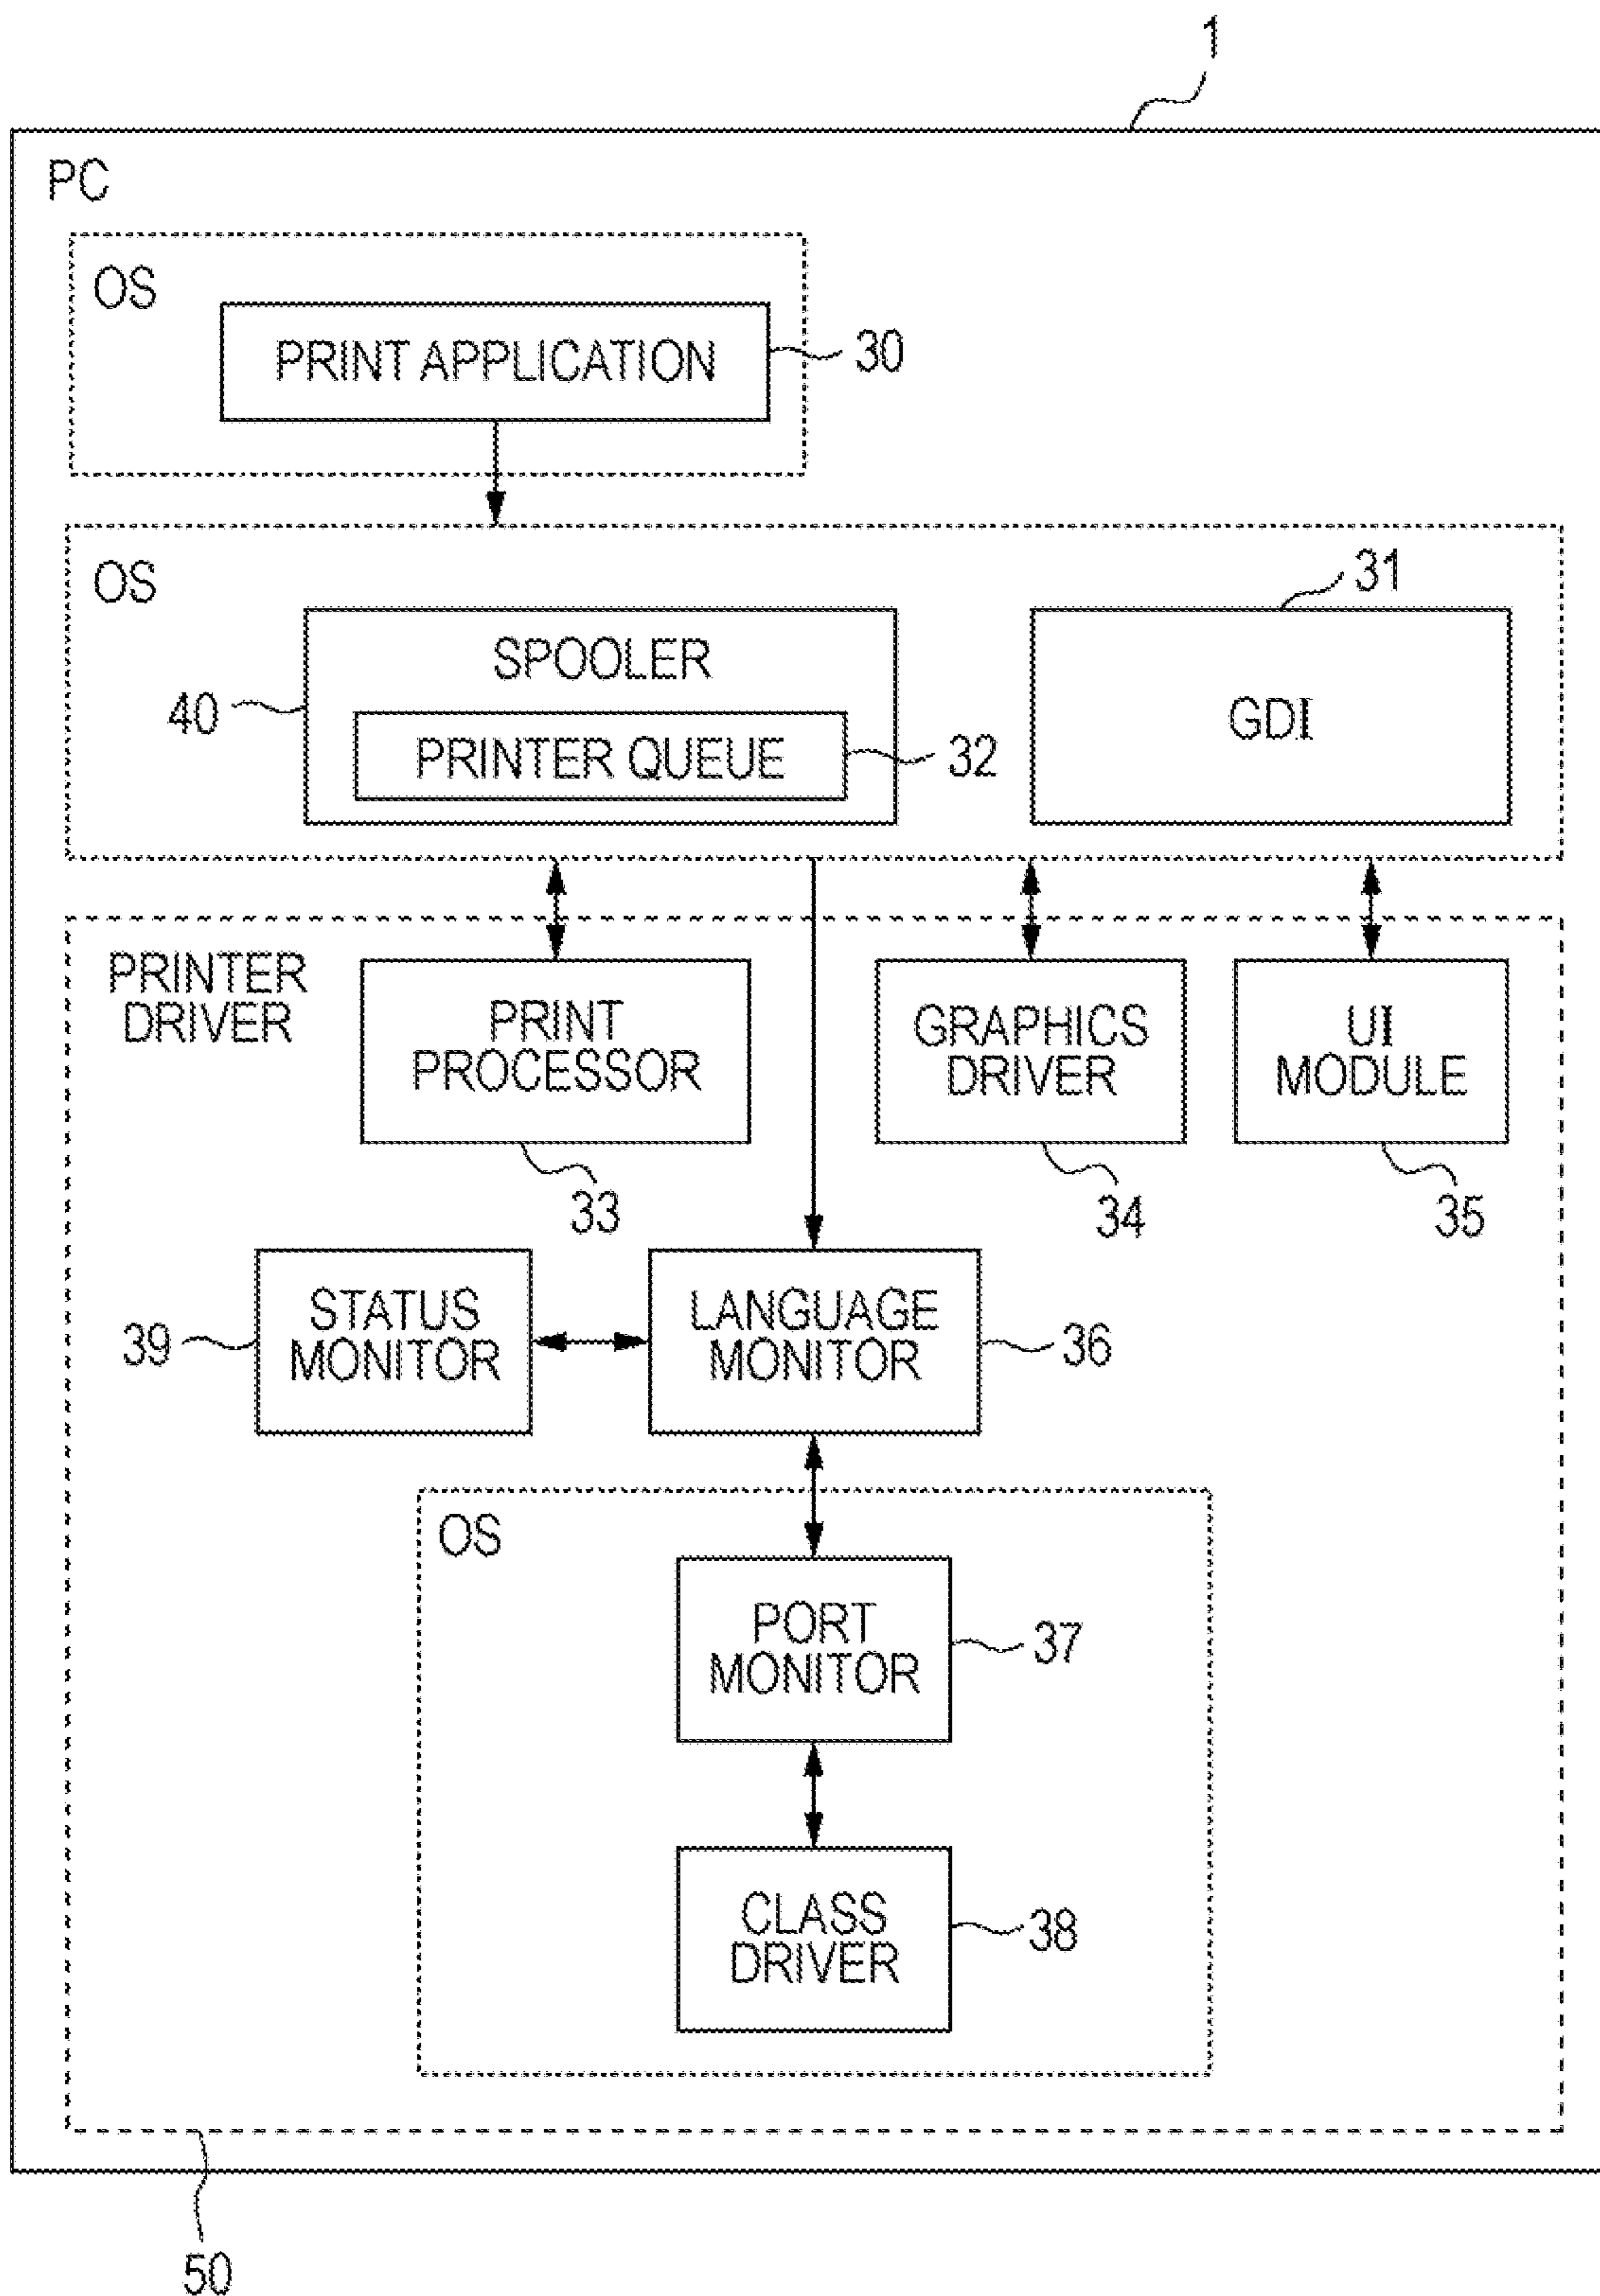 1
PC
OS
PRINT APPLICATION
30
OS
31
SPOOLER
40
GDI
PRINTER QUEUE
32
PRINTER
DRIVER
PRINT
PROCESSOR
GRAPHICS
DRIVER
UI
MODULE
33
34
35
STATUS
MONITOR
39
LANGUAGE
MONITOR
36
OS
PORT
MONITOR
37
CLASS
DRIVER
38
50